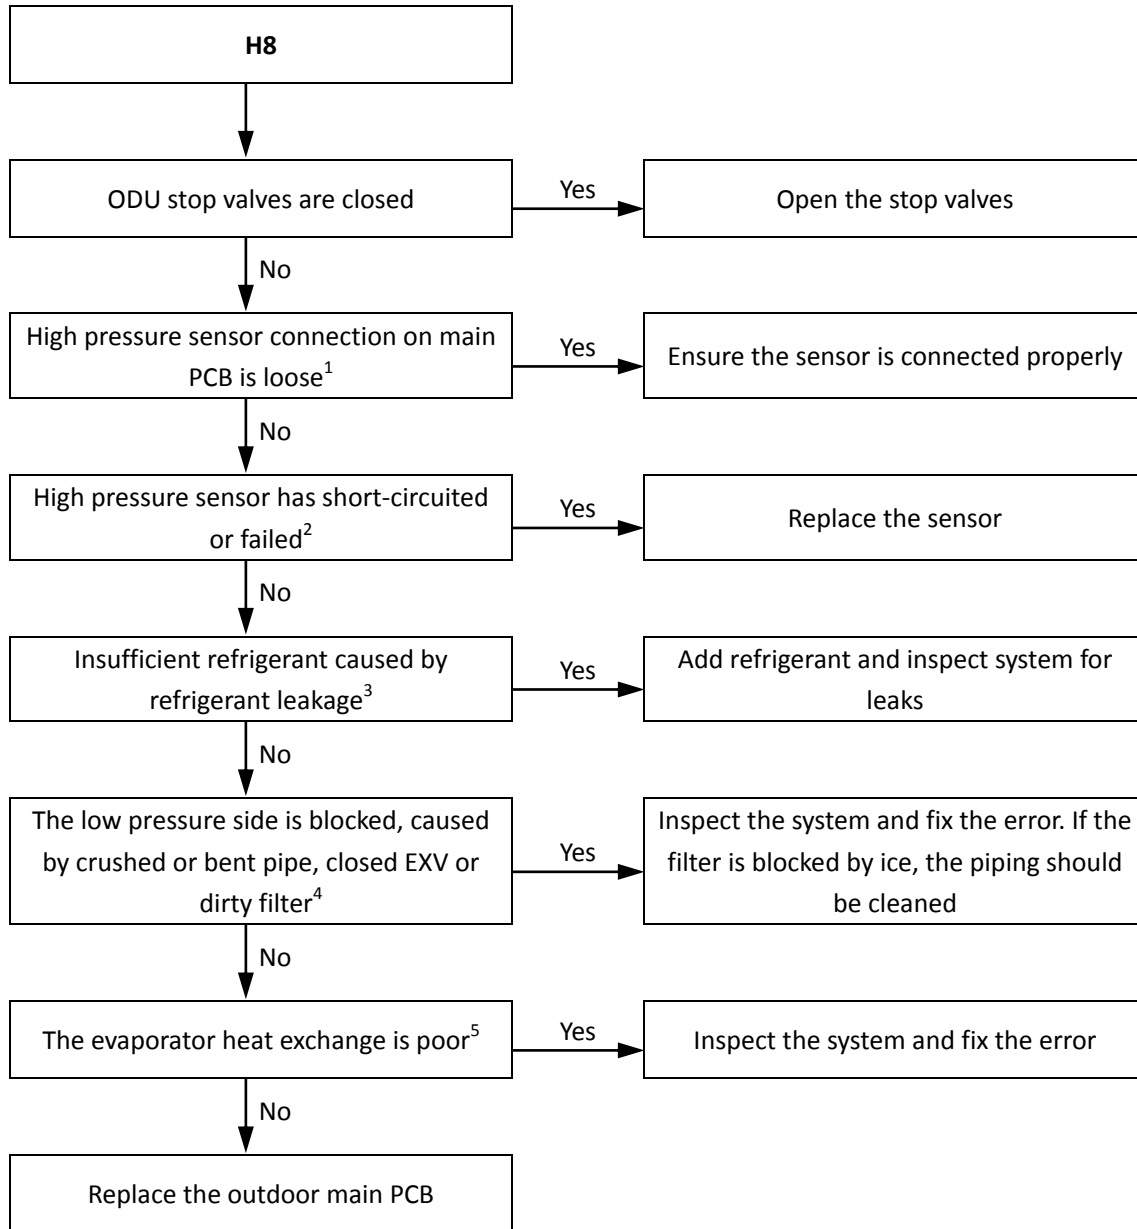 H8
ODU stop valves are closed
Yes
Open the stop valves
No
High pressure sensor connection on main
PCB is loose¹
Yes
Ensure the sensor is connected properly
No
High pressure sensor has short-circuited
or failed²
Yes
Replace the sensor
No
Insufficient refrigerant caused by
refrigerant leakage³
Yes
Add refrigerant and inspect system for
leaks
No
The low pressure side is blocked, caused
by crushed or bent pipe, closed EXV or
dirty filter⁴
Yes
Inspect the system and fix the error. If the
filter is blocked by ice, the piping should
be cleaned
No
The evaporator heat exchange is poor⁵
Yes
Inspect the system and fix the error
No
Replace the outdoor main PCB